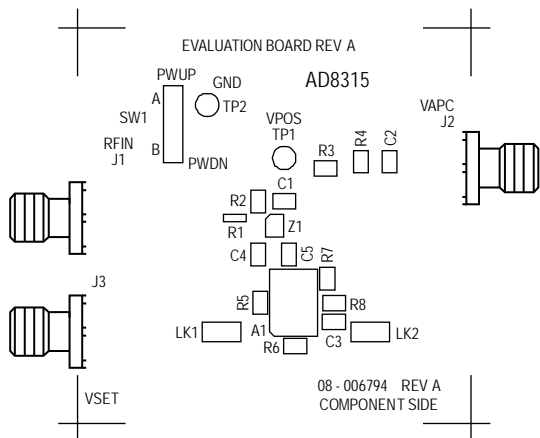 EVALUATION BOARD REV A
PWUP
GND
AD8315
A
TP2
SW1
VPOS
TP1
VAPC
J2
RFIN
J1
B
PWDN
R3
R4
C2
C1
R2
R1
Z1
C4
C5
R7
J3
R5
R8
LK1
A1
C3
LK2
R6
VSET
08 - 006794 REV A
COMPONENT SIDE